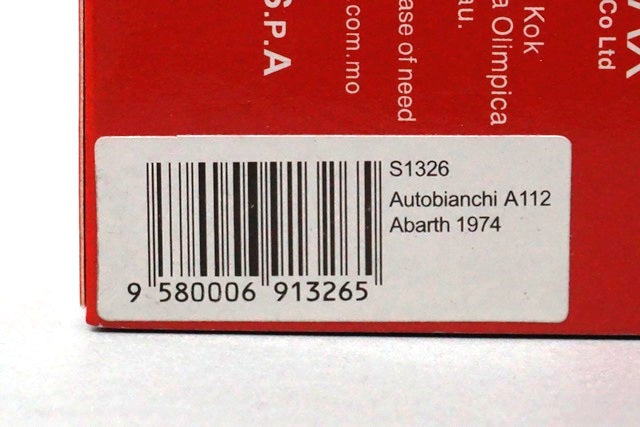 S.P.A
.com.mo
ase of need
au.
a Olimpica
Kok
Co Ltd
S1326
Autobianchi A112
Abarth 1974
9 580006 913265